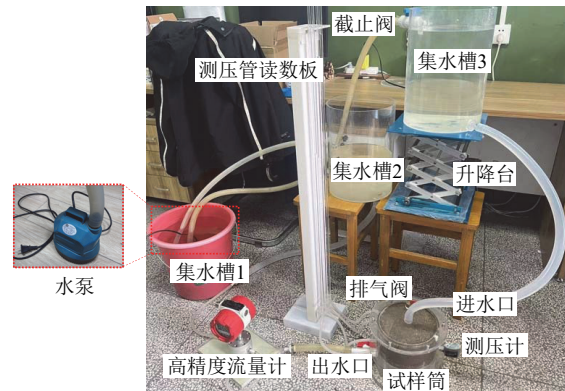 截止阀
集水槽3
测压管读数板
集水槽2
升降台
集水槽1
水泵
排气阀
进水口
测压计
高精度流量计
出水口
试样筒